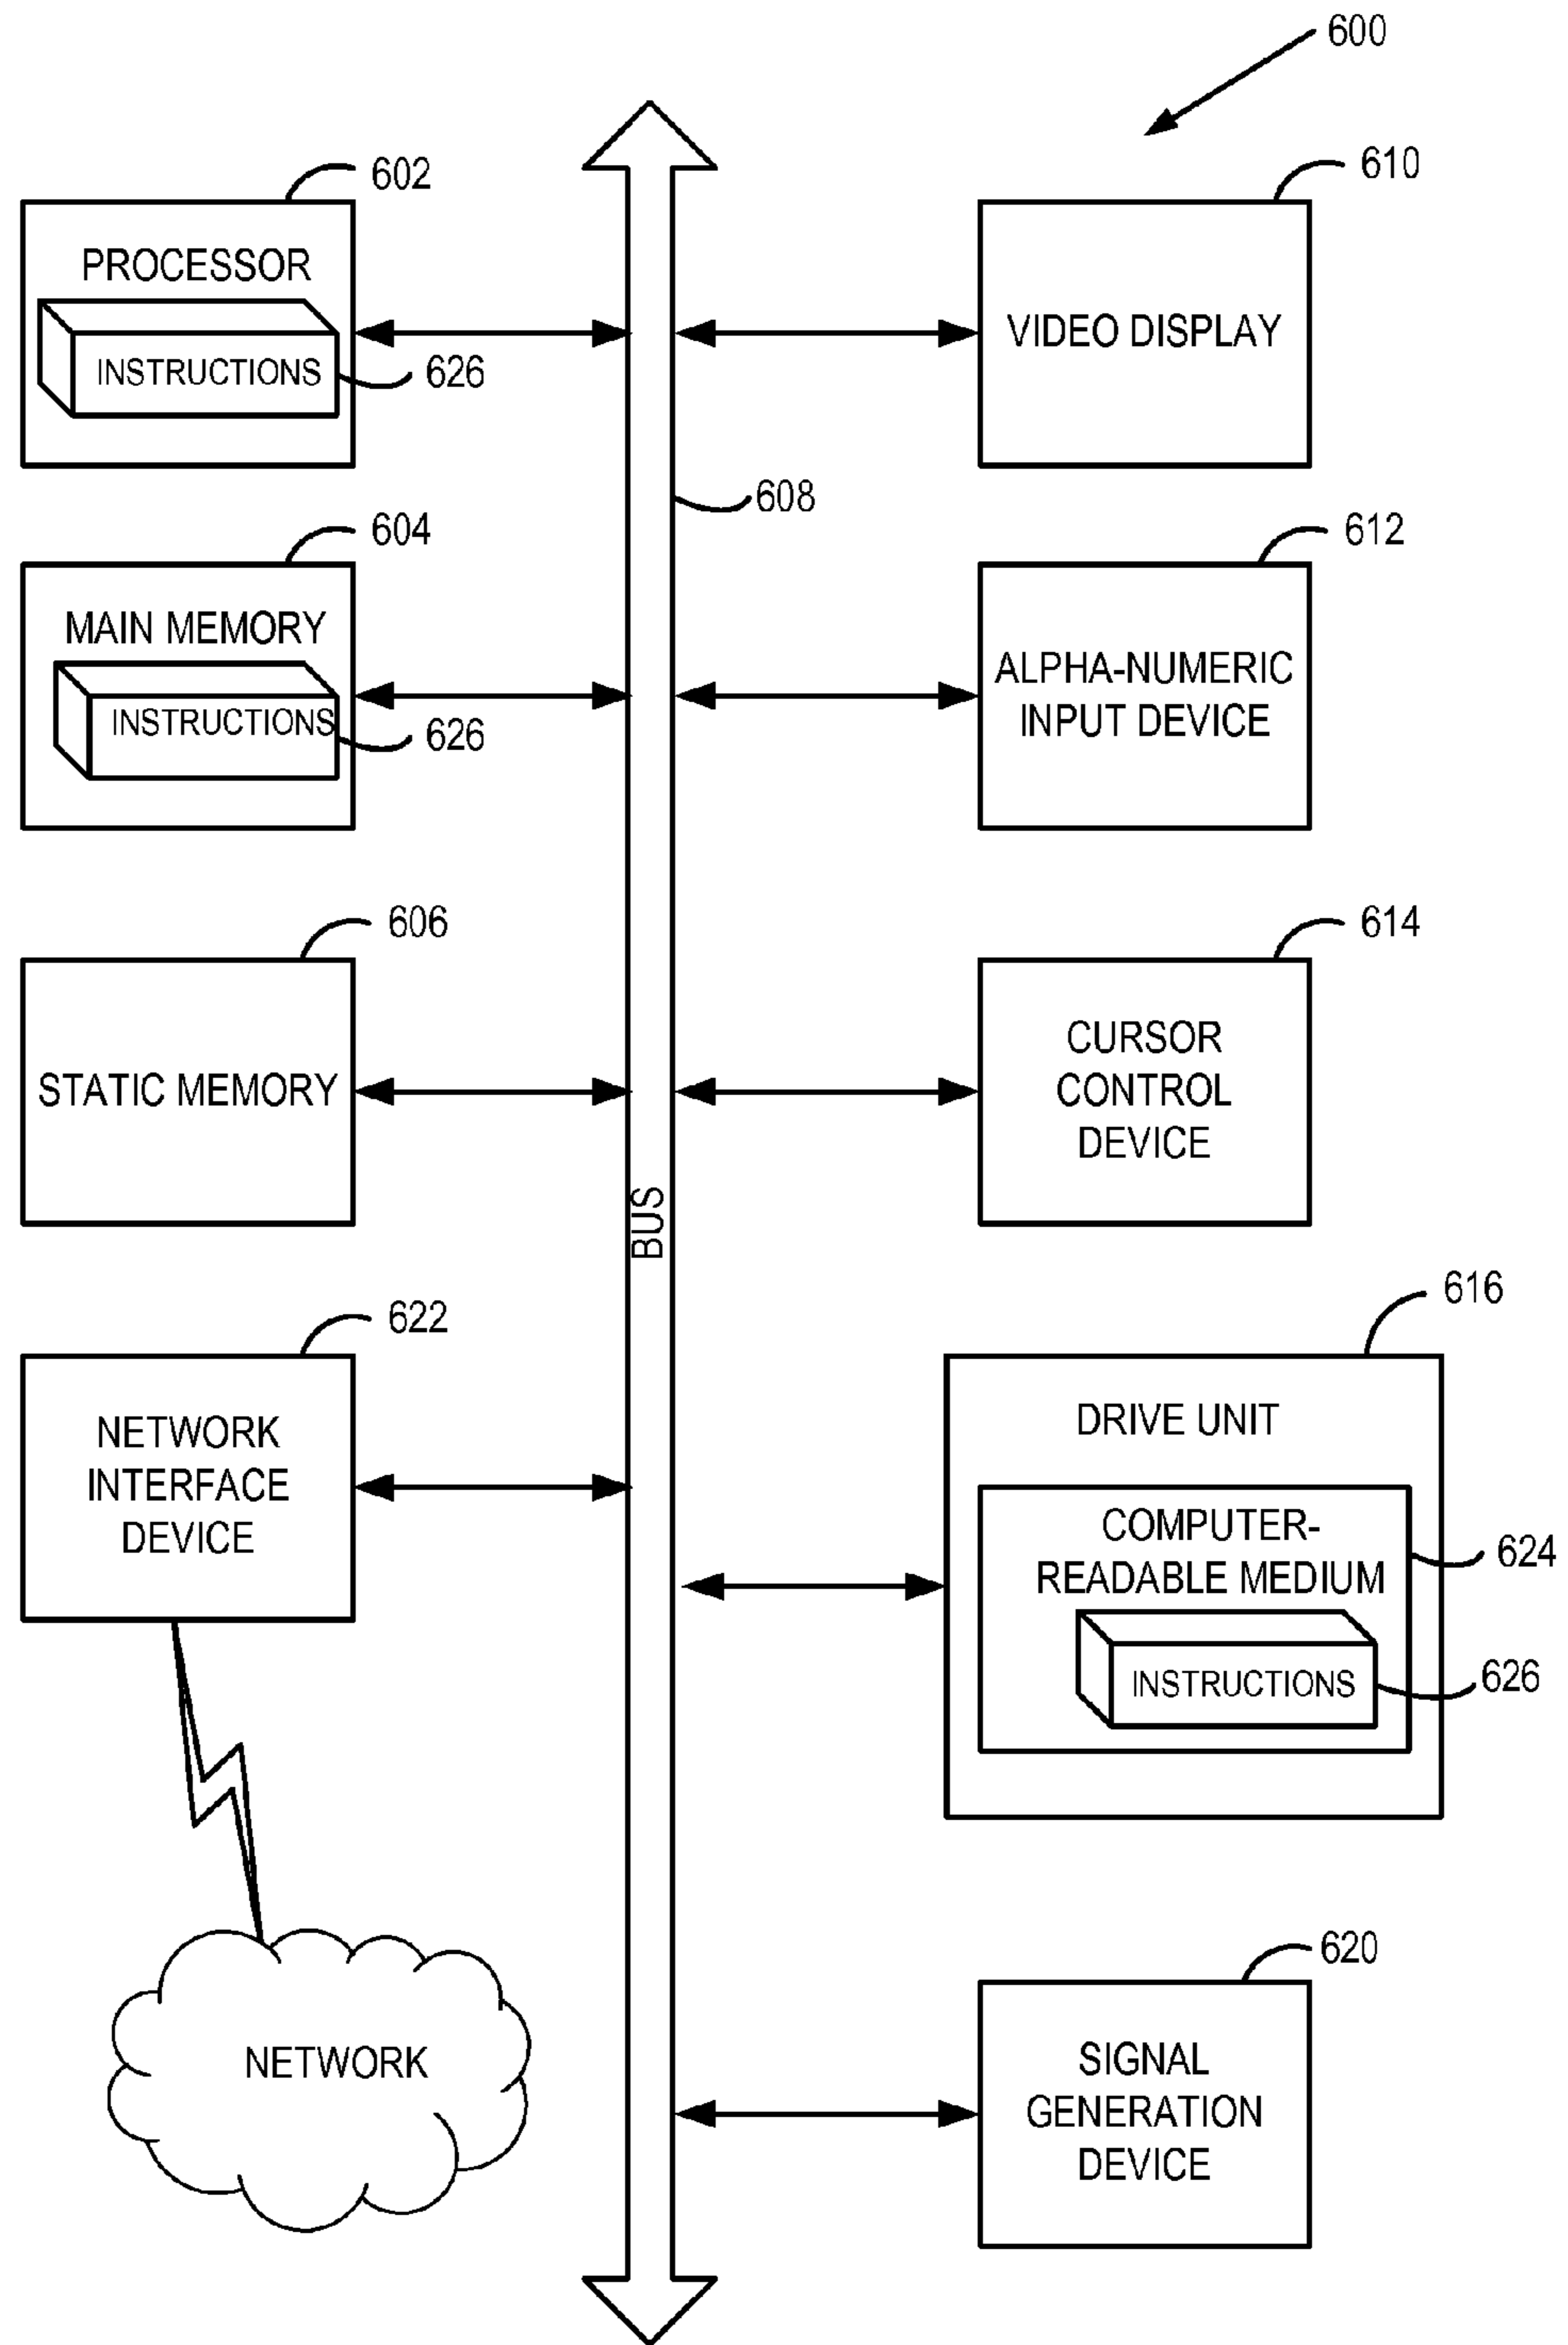 600
602
PROCESSOR
INSTRUCTIONS
626
610
VIDEO DISPLAY
608
604
MAIN MEMORY
INSTRUCTIONS
626
612
ALPHA-NUMERIC
INPUT DEVICE
606
STATIC MEMORY
614
CURSOR
CONTROL
DEVICE
BUS
622
NETWORK
INTERFACE
DEVICE
616
DRIVE UNIT
COMPUTER-
READABLE MEDIUM
624
INSTRUCTIONS
626
NETWORK
620
SIGNAL
GENERATION
DEVICE